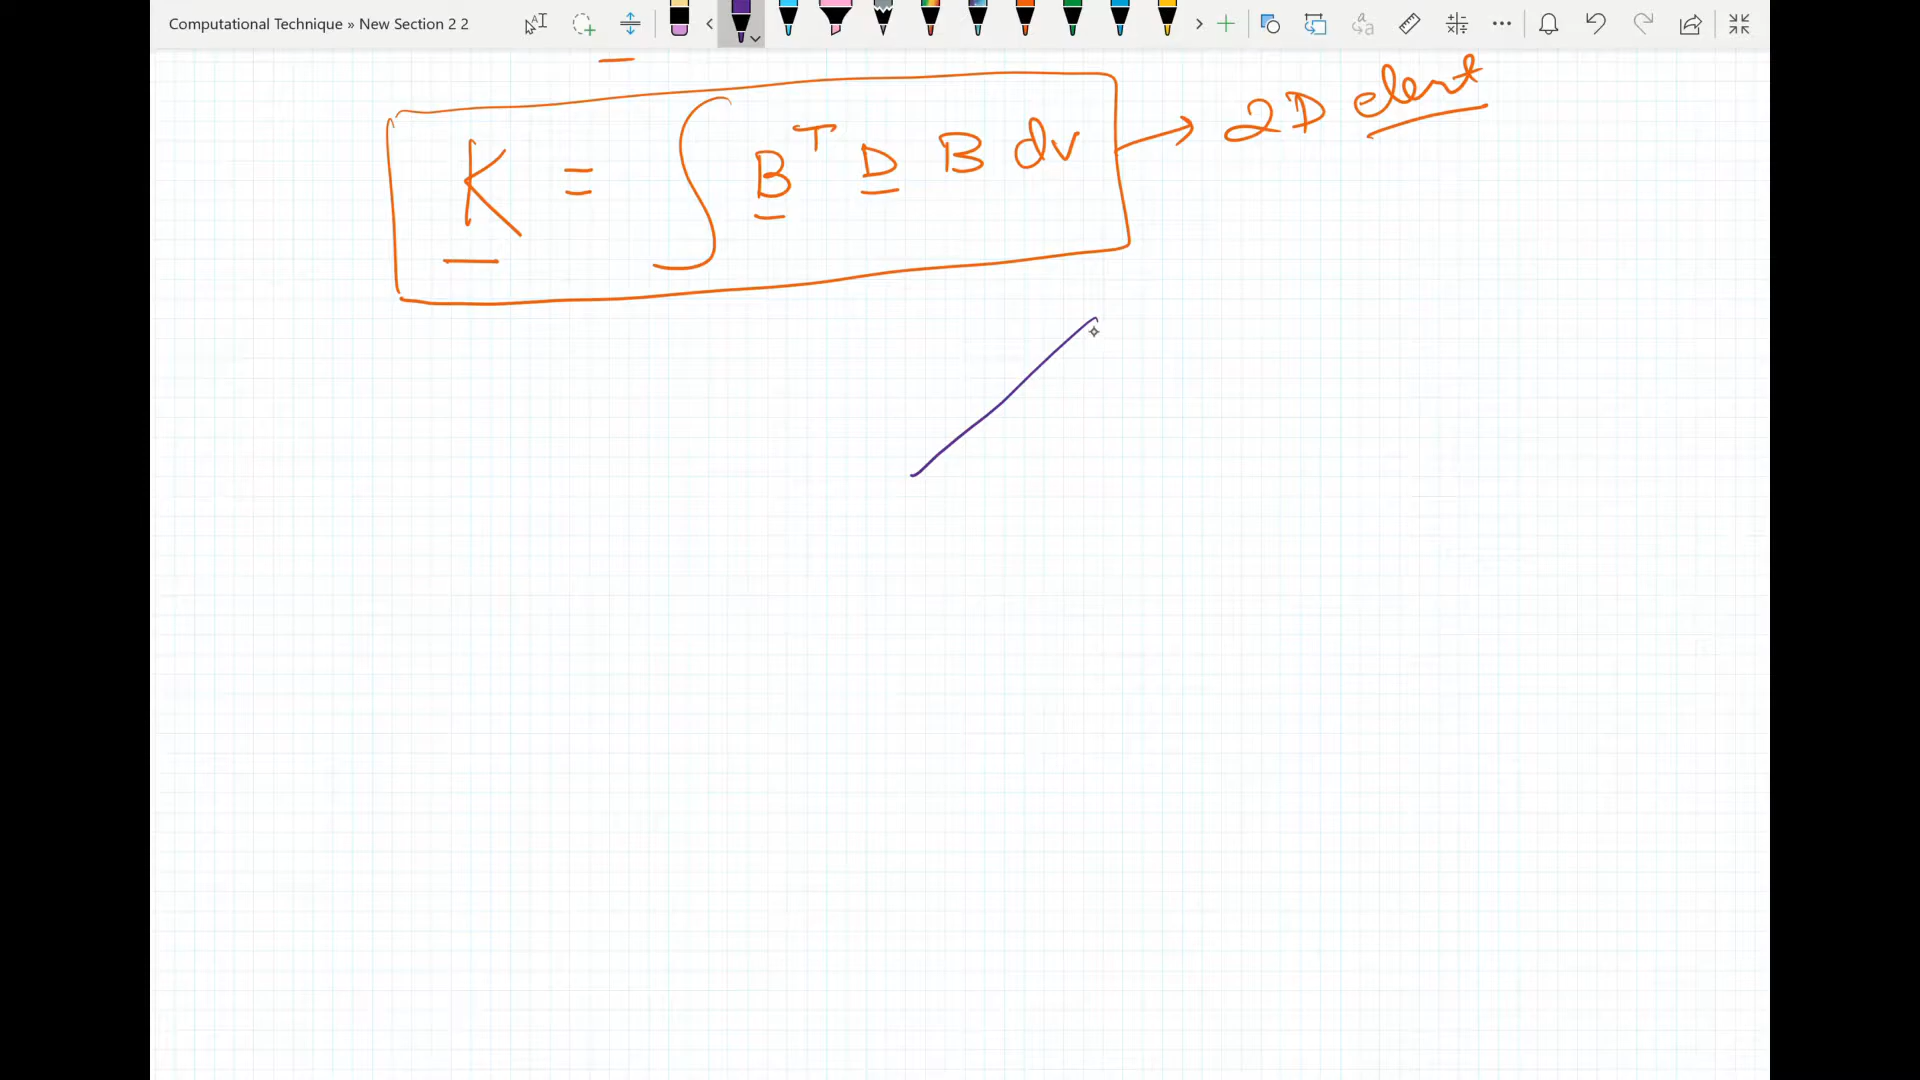 Computational Technique » New Section 2 2
K = ∫ B^T D B dv → 2D elent